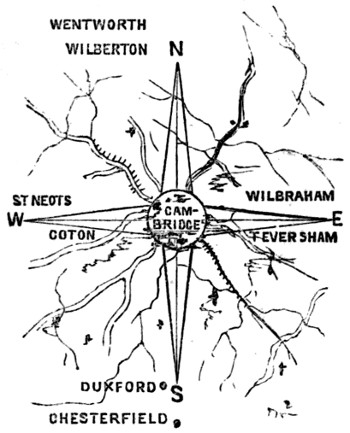 WENTWORTH
WILBERTON
N
ST NEOTS
WILBRAHAM
W
CAM-
BRIDGE
E
COTON
FEVERSHAM
DUXFORD
S
CHESTERFIELD